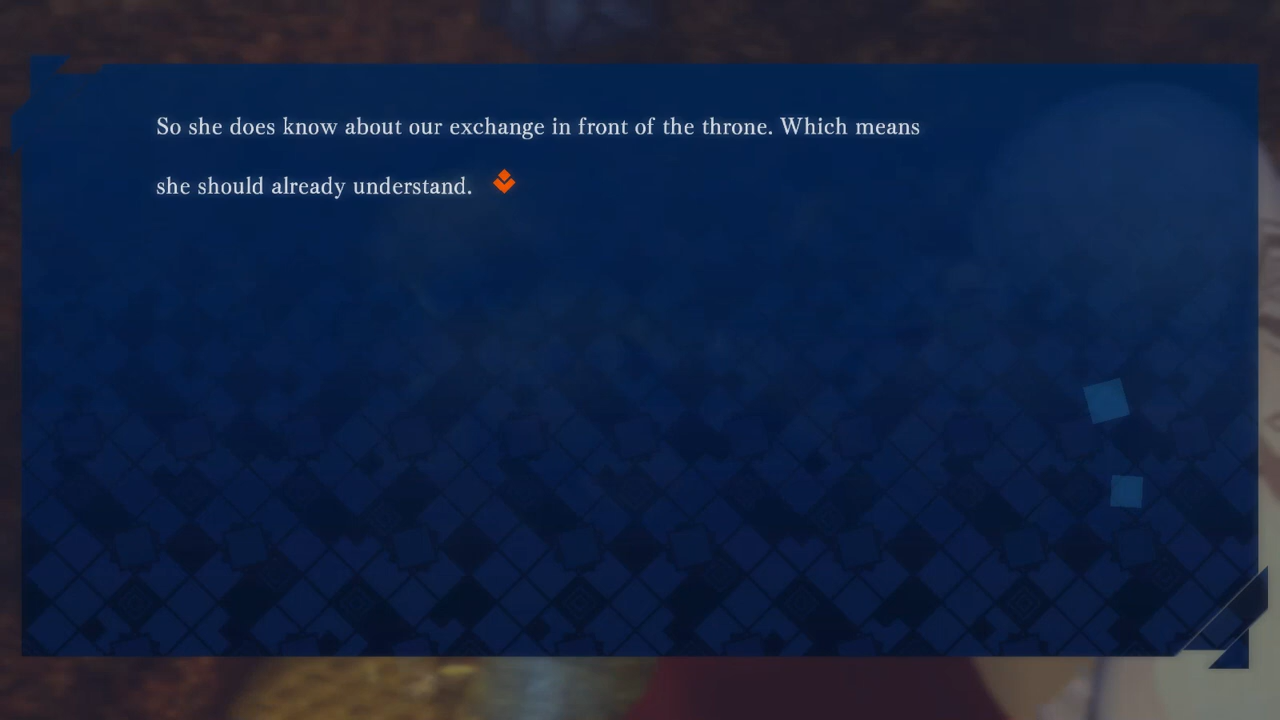 So she does know about our exchange in front of the throne. Which means
she should already understand.